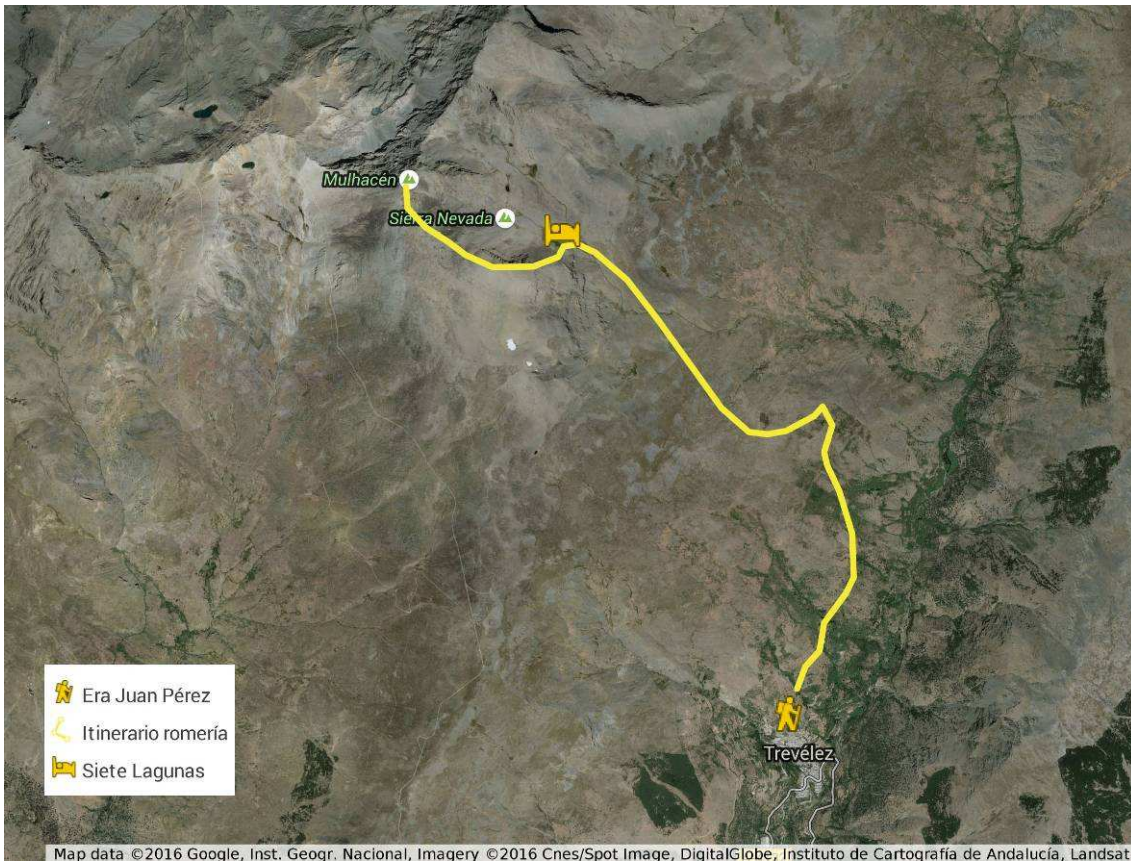 Mulhacén
Sierra Nevada
Era Juan Pérez
Itinerario romería
Siete Lagunas
Trevélez
Map data ©2016 Google, Inst. Geogr. Nacional, Imagery ©2016 Cnes/Spot Image, DigitalGlobe, Instituto de Cartografía de Andalucía, Landsat